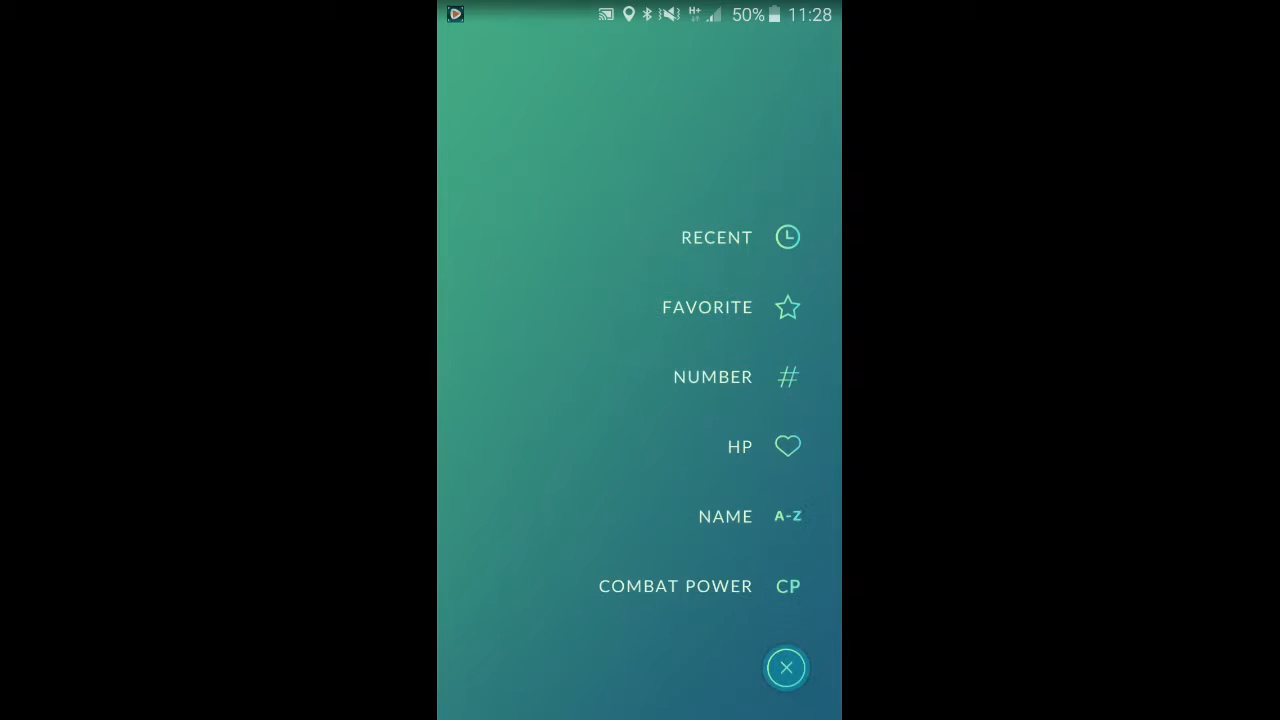 H+ 50% 11:28
RECENT
FAVORITE
NUMBER #
HP
NAME A-Z
COMBAT POWER CP